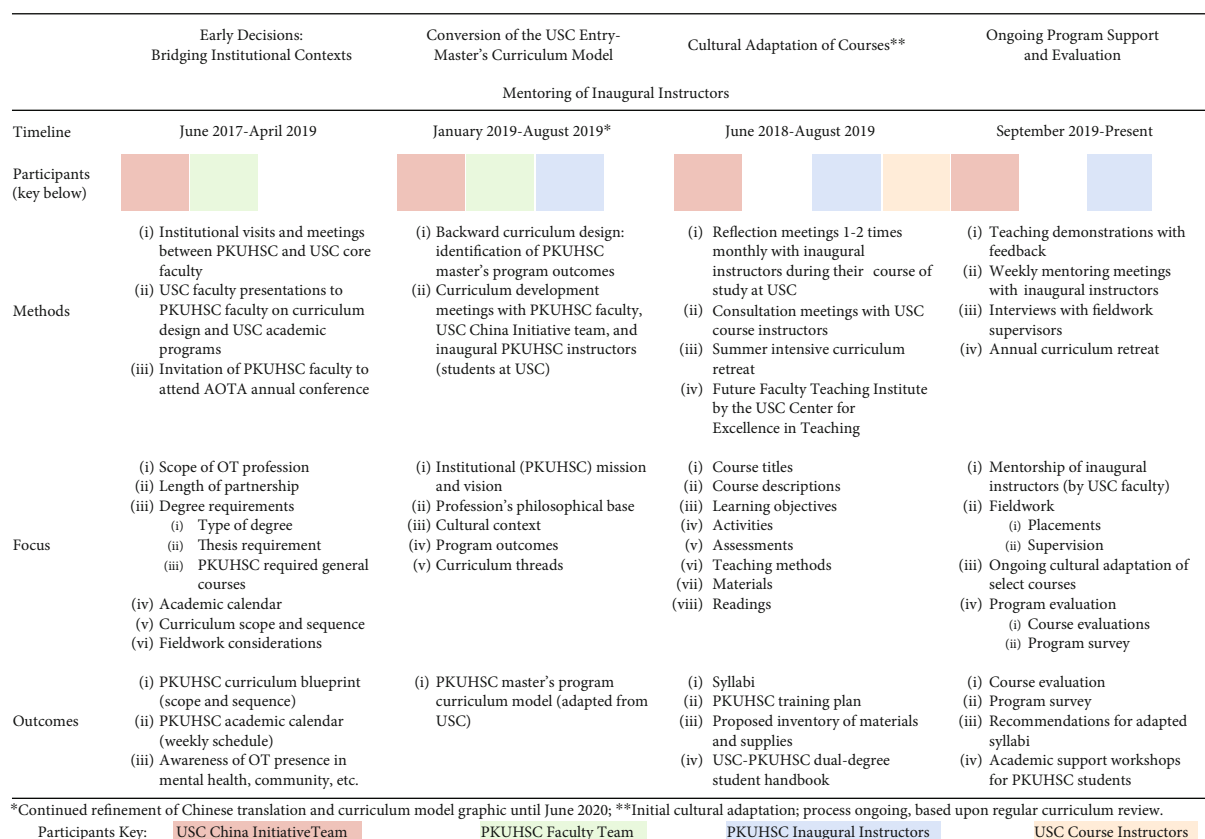 Early Decisions:
Bridging Institutional Contexts
Conversion of the USC Entry-
Master's Curriculum Model
Cultural Adaptation of Courses**
Ongoing Program Support
and Evaluation
Mentoring of Inaugural Instructors
Timeline
June 2017-April 2019
January 2019-August 2019*
June 2018-August 2019
September 2019-Present
Participants
(key below)
Methods
(i) Institutional visits and meetings
between PKUHSC and USC core
faculty
(ii) USC faculty presentations to
PKUHSC faculty on curriculum
design and USC academic
programs
(iii) Invitation of PKUHSC faculty to
attend AOTA annual conference
(i) Backward curriculum design:
identification of PKUHSC
master's program outcomes
(ii) Curriculum development
meetings with PKUHSC faculty,
USC China Initiative team, and
inaugural PKUHSC instructors
(students at USC)
(i) Reflection meetings 1-2 times
monthly with inaugural
instructors during their course of
study at USC
(ii) Consultation meetings with USC
course instructors
(iii) Summer intensive curriculum
retreat
(iv) Future Faculty Teaching Institute
by the USC Center for
Excellence in Teaching
(i) Teaching demonstrations with
feedback
(ii) Weekly mentoring meetings
with inaugural instructors
(iii) Interviews with fieldwork
supervisors
(iv) Annual curriculum retreat
Focus
(i) Scope of OT profession
(ii) Length of partnership
(iii) Degree requirements
(i) Type of degree
(ii) Thesis requirement
(iii) PKUHSC required general
courses
(iv) Academic calendar
(v) Curriculum scope and sequence
(vi) Fieldwork considerations
(i) Institutional (PKUHSC) mission
and vision
(ii) Profession's philosophical base
(iii) Cultural context
(iv) Program outcomes
(v) Curriculum threads
(i) Course titles
(ii) Course descriptions
(iii) Learning objectives
(iv) Activities
(v) Assessments
(vi) Teaching methods
(vii) Materials
(viii) Readings
(i) Mentorship of inaugural
instructors (by USC faculty)
(ii) Fieldwork
(i) Placements
(ii) Supervision
(iii) Ongoing cultural adaptation of
select courses
(iv) Program evaluation
(i) Course evaluations
(ii) Program survey
Outcomes
(i) PKUHSC curriculum blueprint
(scope and sequence)
(ii) PKUHSC academic calendar
(weekly schedule)
(iii) Awareness of OT presence in
mental health, community, etc.
(i) PKUHSC master's program
curriculum model (adapted from
USC)
(i) Syllabi
(ii) PKUHSC training plan
(iii) Proposed inventory of materials
and supplies
(iv) USC-PKUHSC dual-degree
student handbook
(i) Course evaluation
(ii) Program survey
(iii) Recommendations for adapted
syllabi
(iv) Academic support workshops
for PKUHSC students
*Continued refinement of Chinese translation and curriculum model graphic until June 2020; **Initial cultural adaptation; process ongoing, based upon regular curriculum review.
Participants Key: USC China InitiativeTeam PKUHSC Faculty Team PKUHSC Inaugural Instructors USC Course Instructors